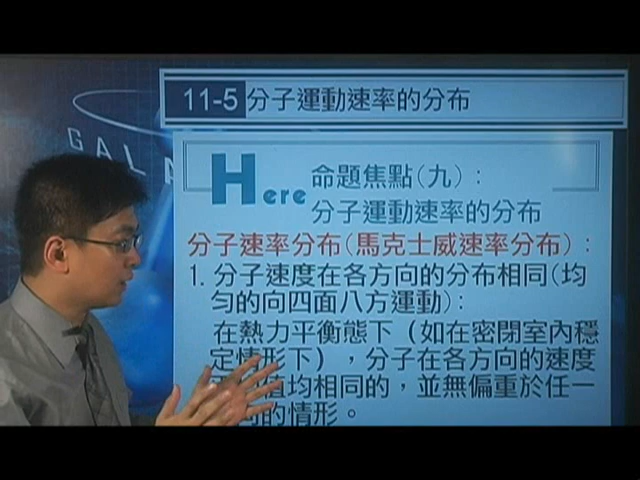 11-5 分子運動速率的分布
GAL
Here 命題焦點(九)：
分子運動速率的分布
分子速率分布(馬克士威速率分布)：
1. 分子速度在各方向的分布相同(均
勻的向四面八方運動)：
在熱力平衡態下（如在密閉室內穩
定情形下），分子在各方向的速度
值均相同的，並無偏重於任一
的情形。